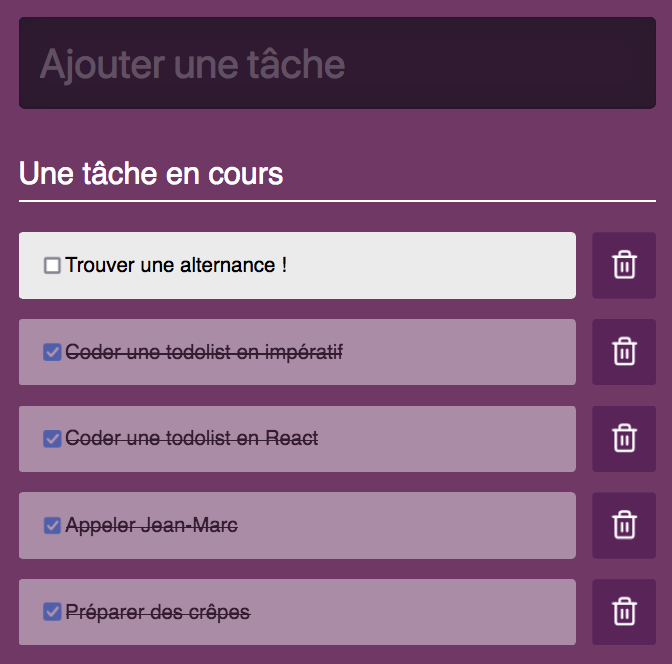 Ajouter une tâche
Une tâche en cours
Trouver une alternance !
Coder une todolist en impératif
Coder une todolist en React
Appeler Jean-Marc
Préparer des crêpes